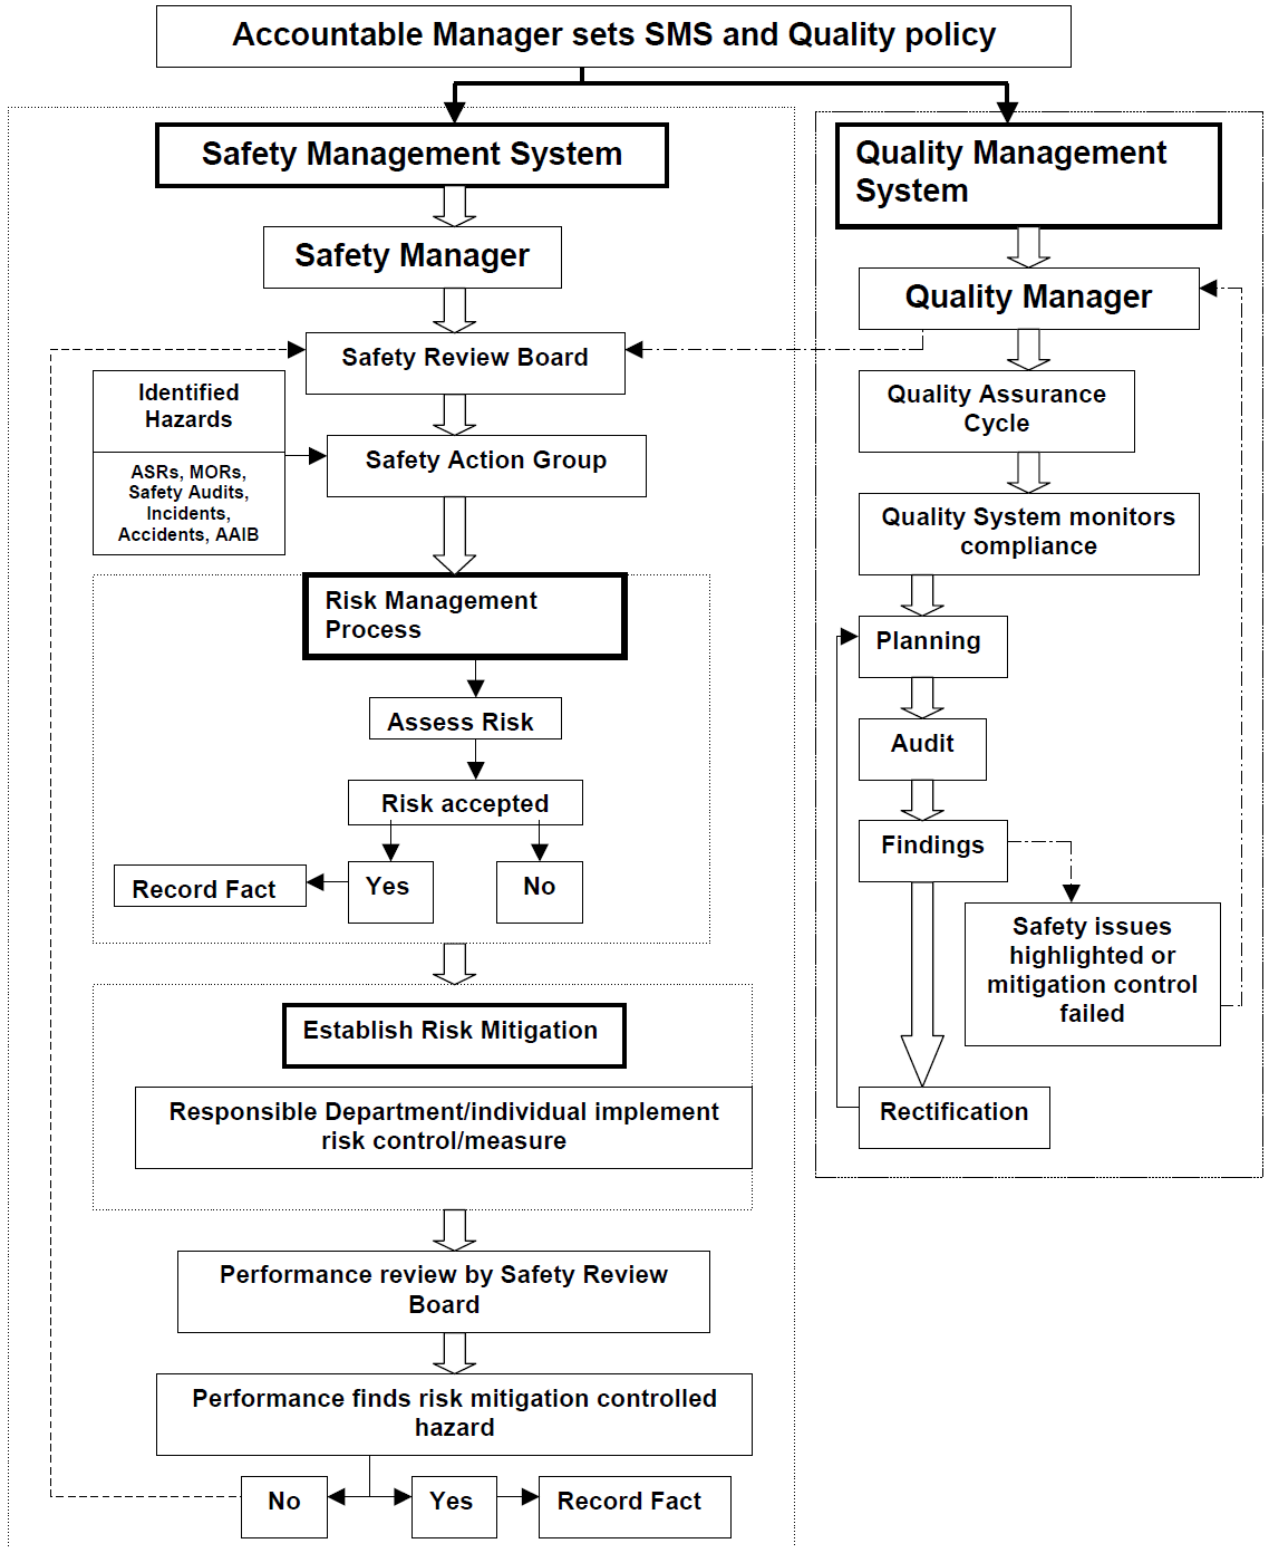 Accountable Manager sets SMS and Quality policy
Safety Management System
Safety Manager
Safety Review Board
Identified
Hazards
ASRs, MORs,
Safety Audits,
Incidents,
Accidents, AAIB
Safety Action Group
Risk Management
Process
Assess Risk
Risk accepted
Yes
No
Record Fact
Establish Risk Mitigation
Responsible Department/individual implement
risk control/measure
Performance review by Safety Review
Board
Performance finds risk mitigation controlled
hazard
No
Yes
Record Fact
Quality Management
System
Quality Manager
Quality Assurance
Cycle
Quality System monitors
compliance
Planning
Audit
Findings
Safety issues
highlighted or
mitigation control
failed
Rectification